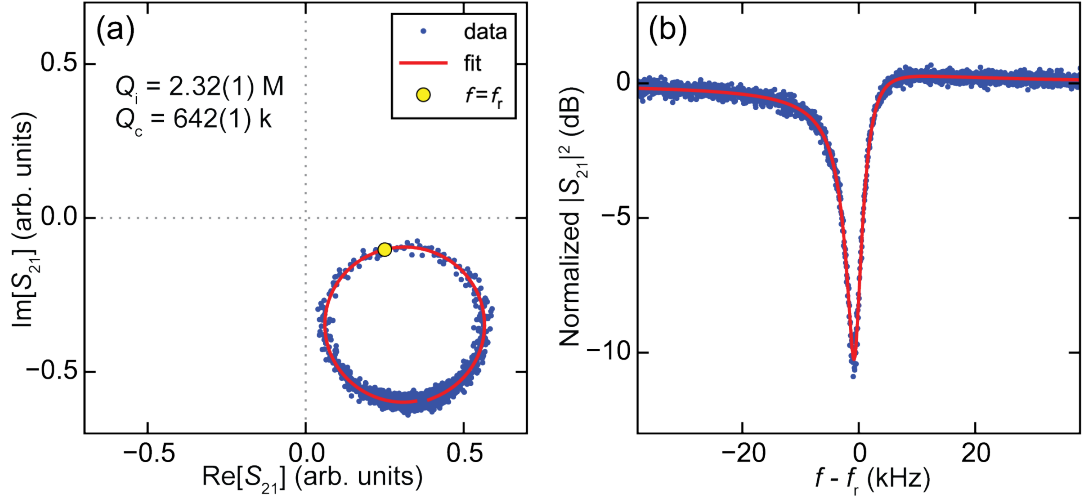 (a)
data
fit
f = fr
Qi = 2.32(1) M
Qc = 642(1) k
0.5
0.0
−0.5
Im[S21] (arb. units)
−0.5
0.0
0.5
Re[S21] (arb. units)
(b)
0
−5
−10
Normalized |S21|² (dB)
−20
0
20
f - fr (kHz)